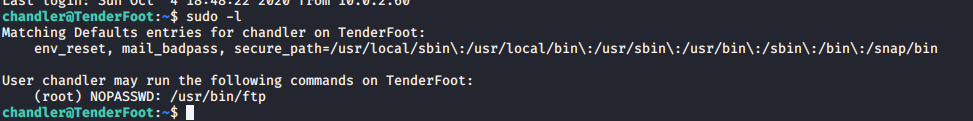 Last login: Sun Oct  4 18:48:22 2020 from 10.0.2.60
chandler@TenderFoot:~$ sudo -l
Matching Defaults entries for chandler on TenderFoot:
    env_reset, mail_badpass, secure_path=/usr/local/sbin\:/usr/local/bin\:/usr/sbin\:/usr/bin\:/sbin\:/bin\:/snap/bin

User chandler may run the following commands on TenderFoot:
    (root) NOPASSWD: /usr/bin/ftp
chandler@TenderFoot:~$